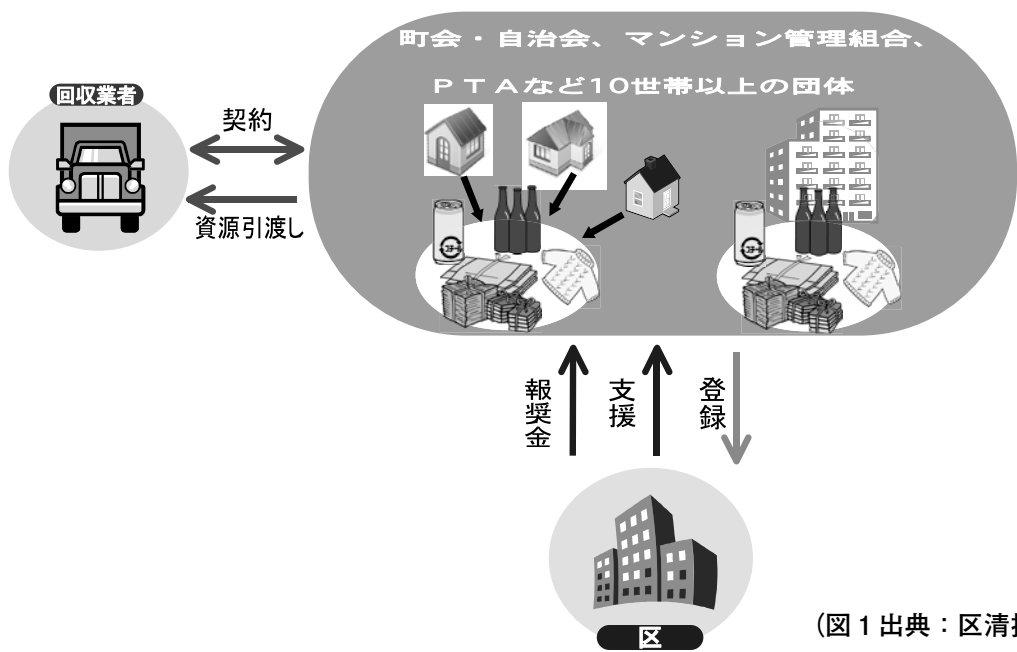 町会・自治会、マンション管理組合、
ＰＴＡなど10世帯以上の団体
回収業者
契約
資源引渡し
報奨金
支援
登録
区
（図１出典：区清